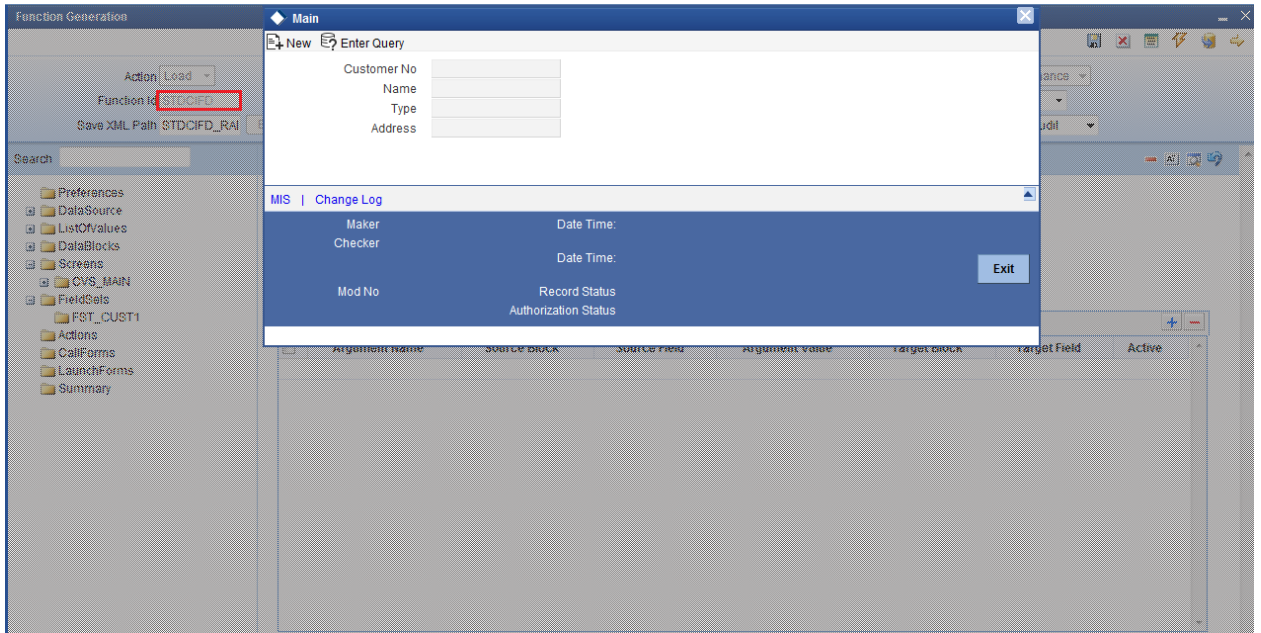 Function Generation
Main
New Enter Query
Action Load
Function Id STDCIFD
Save XML Path STDCIFD_RAI
Customer No
Name
Type
Address
Search
Preferences
DataSource
ListOfValues
DataBlocks
Screens
CVS_MAIN
FieldSets
FST_CUST1
Actions
CallForms
LaunchForms
Summary
MIS | Change Log
Maker Date Time:
Checker
Date Time:
Exit
Mod No Record Status
Authorization Status
Argument Name Source Block Source Field Argument Value Target Block Target Field Active